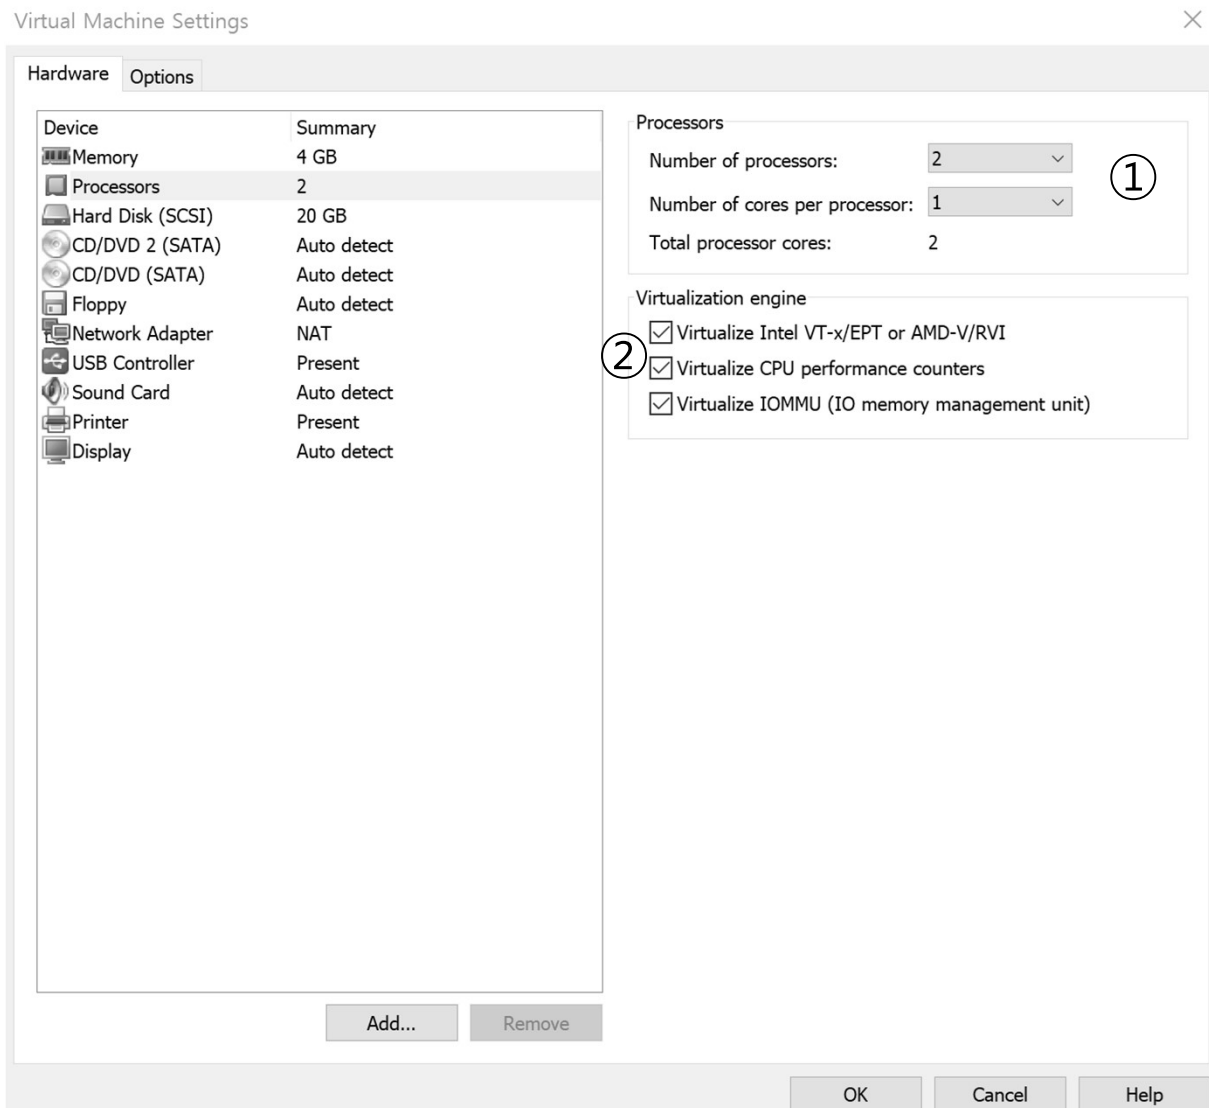 Virtual Machine Settings
Hardware
Options
Device Summary
Memory 4 GB
Processors 2
Hard Disk (SCSI) 20 GB
CD/DVD 2 (SATA) Auto detect
CD/DVD (SATA) Auto detect
Floppy Auto detect
Network Adapter NAT
USB Controller Present
Sound Card Auto detect
Printer Present
Display Auto detect
Add...
Remove
Processors
Number of processors: 2
①
Number of cores per processor: 1
Total processor cores: 2
Virtualization engine
②
Virtualize Intel VT-x/EPT or AMD-V/RVI
Virtualize CPU performance counters
Virtualize IOMMU (IO memory management unit)
OK
Cancel
Help